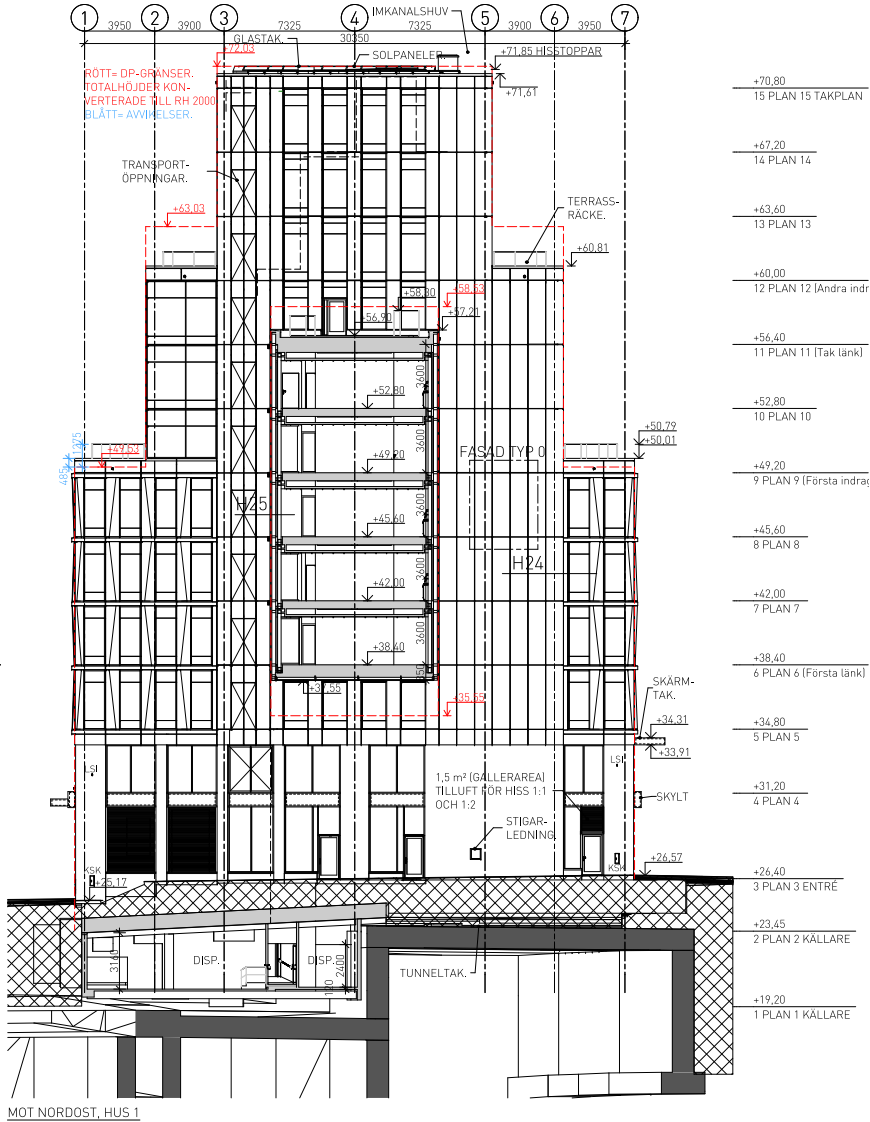 IMKANALSHUV
1 2 3 4 5 6 7
3950 3900 7325 7325 3900 3950
30350
GLASTAK.
+72,03
SOLPANELER.
+71,85 HISSTOPPAR
+71,61
RÖTT= DP-GRÄNSER.
TOTALHÖJDER KON-
VERTERADE TILL RH 2000
BLÅTT= AVVIKELSER.
+70,80
15 PLAN 15 TAKPLAN
TRANSPORT-
ÖPPNINGAR.
+67,20
14 PLAN 14
+63,03
TERRASS-
RÄCKE.
+63,60
13 PLAN 13
+60,81
+60,00
12 PLAN 12 (Andra indr
+58,53
+58,30
+57,21
+56,90
+56,40
11 PLAN 11 (Tak länk)
3600
+52,80
+52,80
10 PLAN 10
+50,79
+50,01
1325
485
+49,53
3600
FASAD TYP 0
+49,20
+49,20
9 PLAN 9 (Första indrag
H25
3600
+45,60
+45,60
8 PLAN 8
H24
3600
+42,00
+42,00
7 PLAN 7
3600
+38,40
+38,40
6 PLAN 6 (Första länk)
850
+37,55
+35,65
SKÄRM-
TAK.
+34,31
+34,80
5 PLAN 5
+33,91
LSI
LSI
1,5 m² (GALLERAREA)
TILLUFT FÖR HISS 1:1
OCH 1:2
+31,20
4 PLAN 4
SKYLT
STIGAR-
LEDNING.
KSK
KSK
+25,17
+26,57
+26,40
3 PLAN 3 ENTRÉ
+23,45
2 PLAN 2 KÄLLARE
3160
DISP.
DISP.
2400
120
TUNNELTAK.
+19,20
1 PLAN 1 KÄLLARE
MOT NORDOST, HUS 1